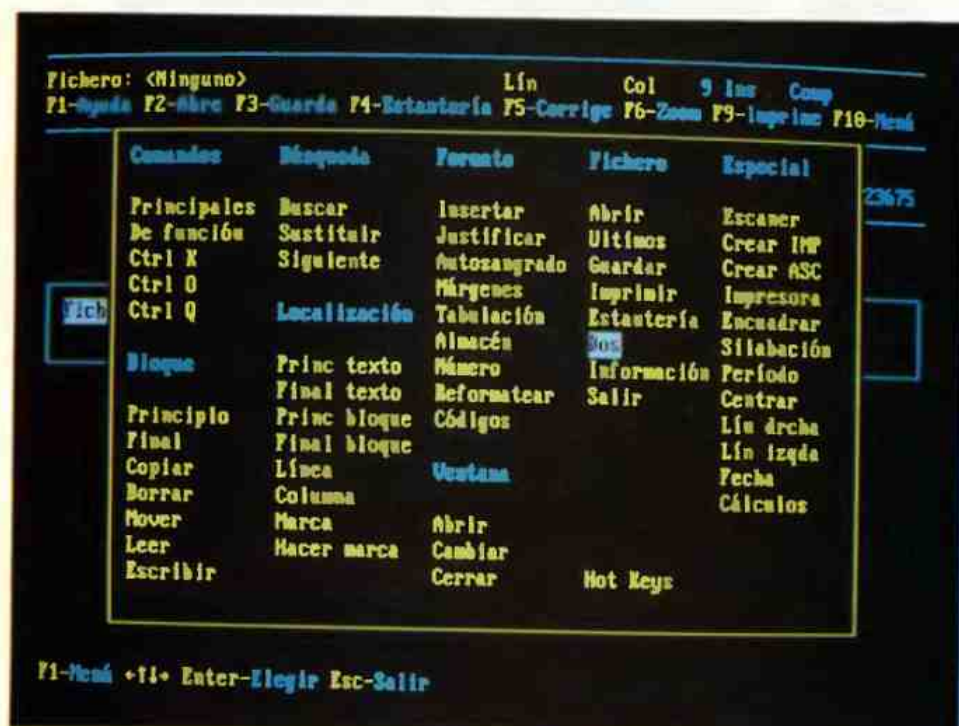 Fichero: <Ninguno> Lín Col 9 Ins Comp
F1-Ayuda F2-Abre F3-Guarda F4-Estantería F5-Corrige F6-Zoom F9-Imprime F10-Menú
23675
Fich
Comandos
Principales
De función
Ctrl K
Ctrl O
Ctrl Q
Bloque
Principio
Final
Copiar
Borrar
Mover
Leer
Escribir
Búsqueda
Buscar
Sustituir
Siguiente
Localización
Princ texto
Final texto
Princ bloque
Final bloque
Línea
Columna
Marca
Hacer marca
Formato
Insertar
Justificar
Autosangrado
Márgenes
Tabulación
Almacén
Número
Reformatear
Códigos
Ventana
Abrir
Cambiar
Cerrar
Fichero
Abrir
Ultimos
Guardar
Imprimir
Estantería
Dos
Información
Salir
Hot Keys
Especial
Escaner
Crear IMP
Crear ASC
Impresora
Encuadrar
Silabación
Período
Centrar
Lín drcha
Lín izqda
Fecha
Cálculos
F1-Menú ←↑↓→ Enter-Elegir Esc-Salir